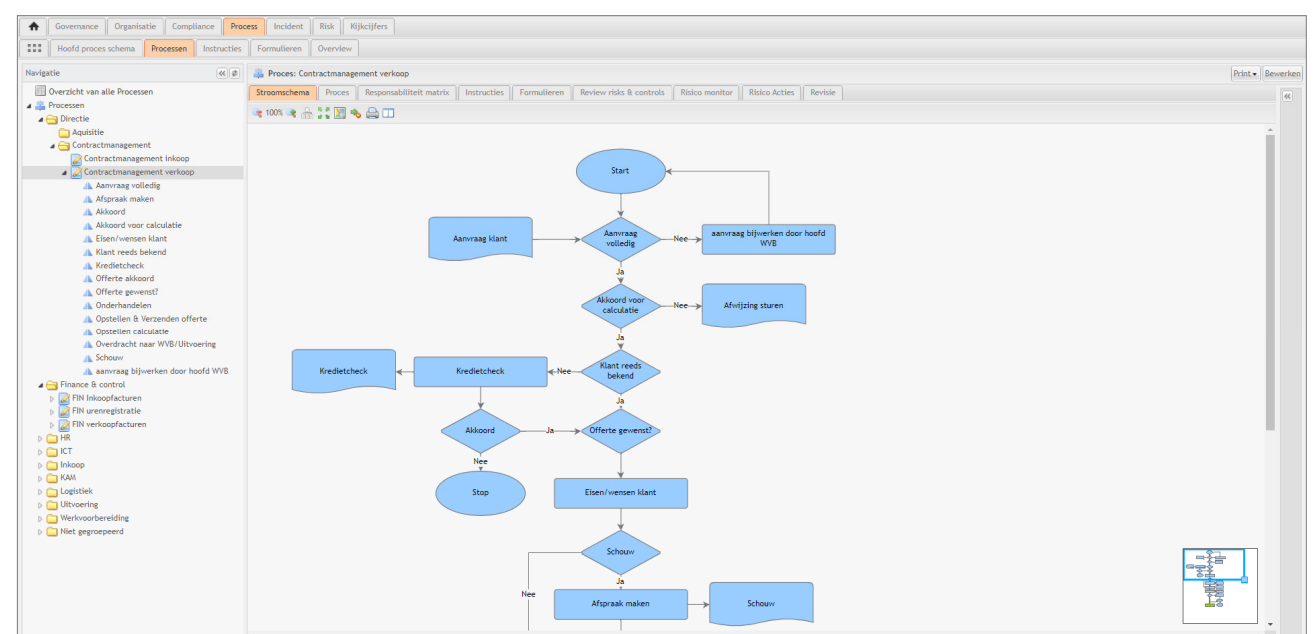 Governance Organisatie Compliance Process Incident Risk Kijkcijfers
Hoofd proces schema Processen Instructies Formulieren Overview
Navigatie
Overzicht van alle Processen
Processen
Directie
Aquisitie
Contractmanagement
Contractmanagement inkoop
Contractmanagement verkoop
Aanvraag volledig
Afspraak maken
Akkoord
Akkoord voor calculatie
Eisen/wensen klant
Klant reeds bekend
Kredietcheck
Offerte akkoord
Offerte gewenst?
Onderhandelen
Opstellen & Verzenden offerte
Opstellen calculatie
Overdracht naar WVB/Uitvoering
Schouw
aanvraag bijwerken door hoofd WVB
Finance & control
FIN Inkoopfacturen
FIN urenregistratie
FIN verkoopfacturen
HR
ICT
Inkoop
KAM
Logistiek
Uitvoering
Werkvoorbereiding
Niet gegroepeerd
Proces: Contractmanagement verkoop
Print Bewerken
Stroomschema Proces Responsabiliteit matrix Instructies Formulieren Review risks & controls Risico monitor Risico Acties Revisie
100%
Start
Aanvraag klant
Aanvraag
volledig
Nee
aanvraag bijwerken door hoofd
WVB
Ja
Akkoord voor
calculatie
Nee
Afwijzing sturen
Ja
Kredietcheck
Kredietcheck
Nee
Klant reeds
bekend
Ja
Akkoord
Ja
Offerte gewenst?
Nee
Stop
Eisen/wensen klant
Schouw
Ja
Nee
Afspraak maken
Schouw